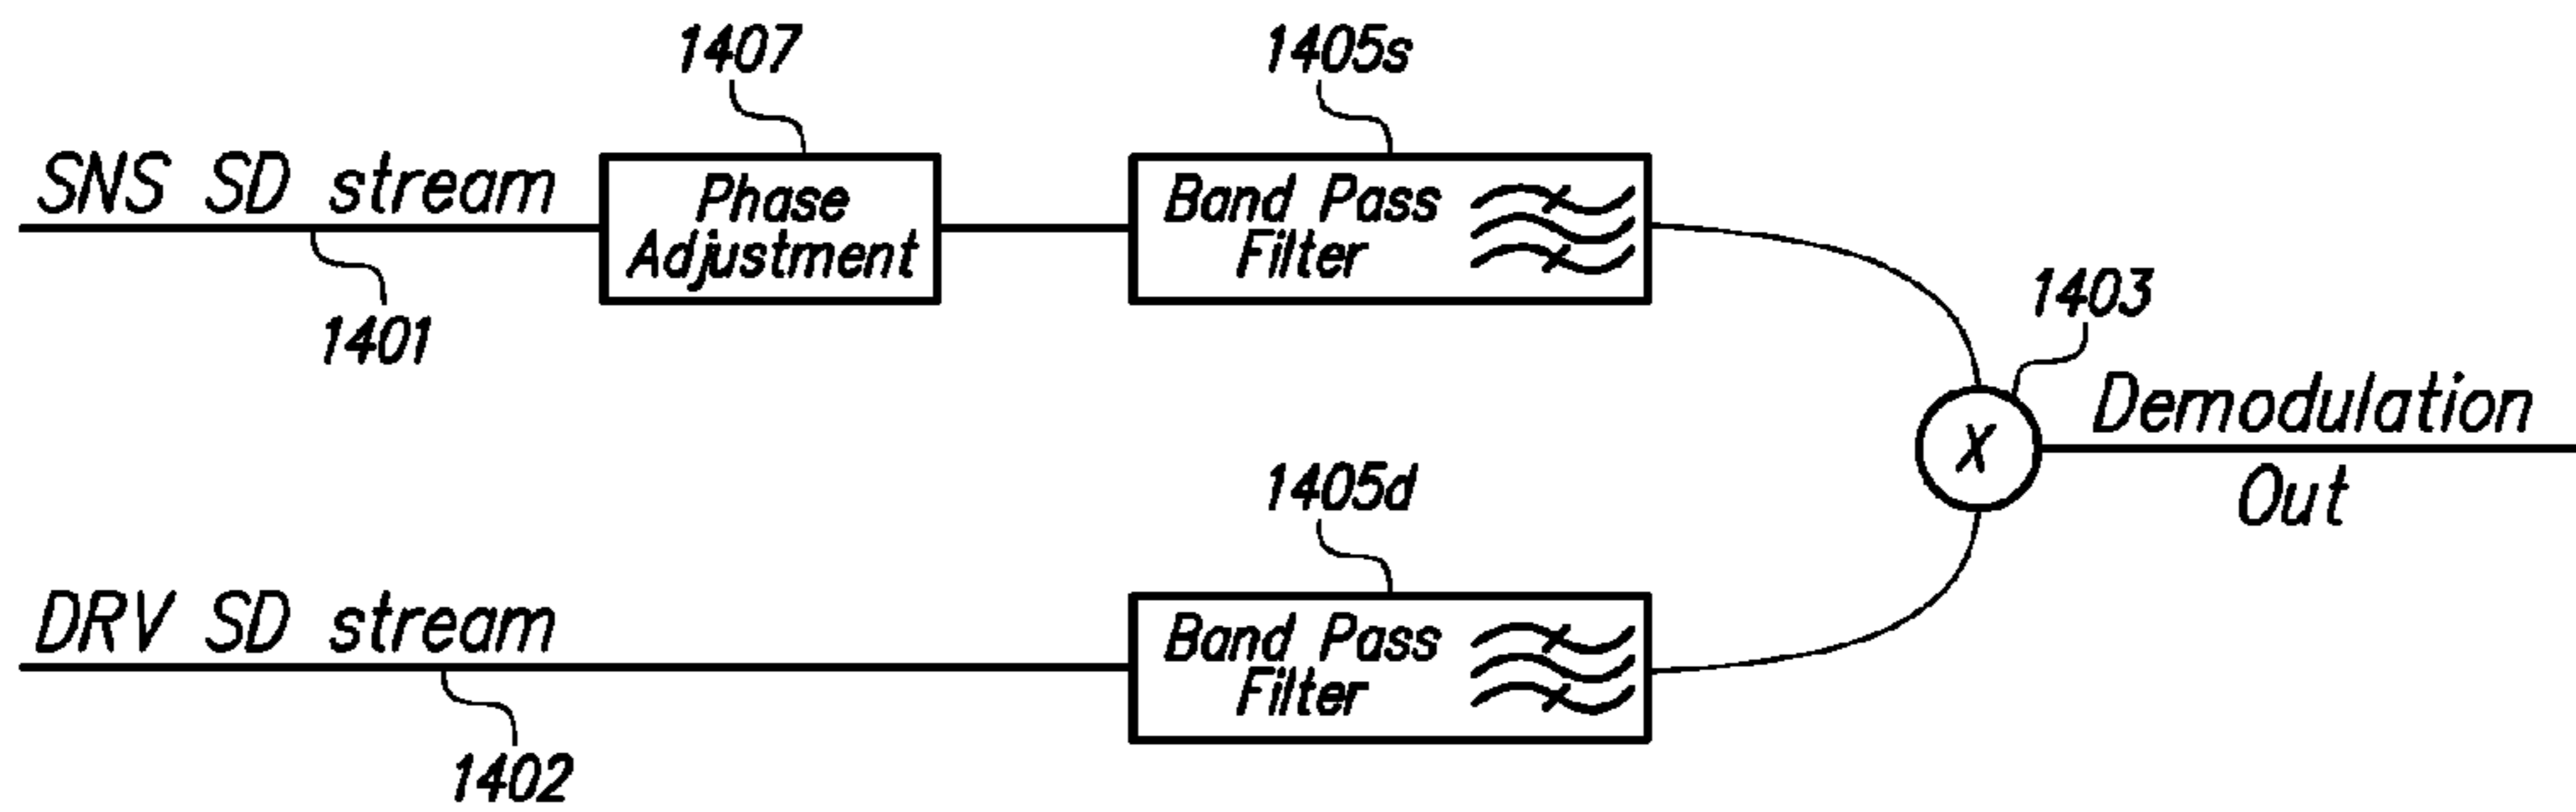 1407
1405s
SNS SD stream
Phase
Adjustment
Band Pass
Filter
1401
1403
Demodulation
Out
X
1405d
DRV SD stream
Band Pass
Filter
1402